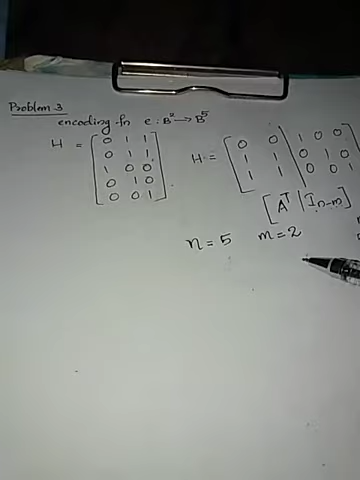 Problem 3
encoding fn e : B² → B⁵
H = [ 0 1 1
0 1 1
1 0 0
0 1 0
0 0 1 ]
H = [ 0 0 | 1 0 0
1 1 | 0 1 0
1 1 | 0 0 1
[ Aᵀ | Iₙ₋ₘ ]
n = 5 m = 2